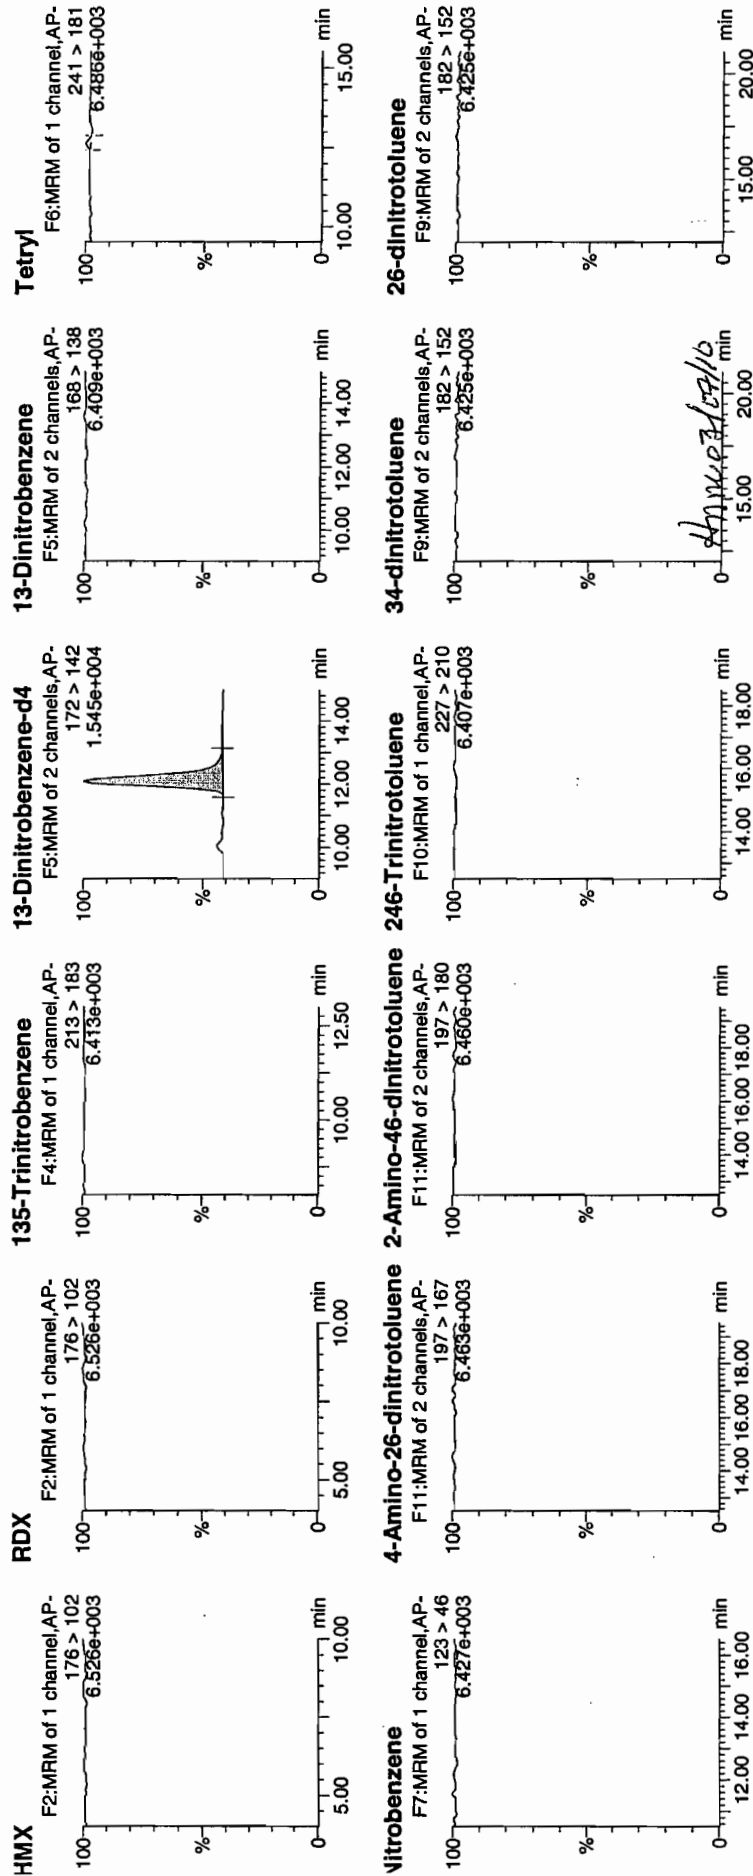 HMX
F2:MRM of 1 channel,AP-
176 > 102
6.526e+003
100
%
0
5.00 10.00 min
RDX
F2:MRM of 1 channel,AP-
176 > 102
6.526e+003
100
%
0
5.00 10.00 min
135-Trinitrobenzene
F4:MRM of 1 channel,AP-
213 > 183
6.413e+003
100
%
0
10.00 12.50 min
13-Dinitrobenzene-d4
F5:MRM of 2 channels,AP-
172 > 142
1.545e+004
100
%
0
10.00 12.00 14.00 min
13-Dinitrobenzene
F5:MRM of 2 channels,AP-
168 > 138
6.409e+003
100
%
0
10.00 12.00 14.00 min
Tetryl
F6:MRM of 1 channel,AP-
241 > 181
6.486e+003
100
%
0
10.00 15.00 min
Nitrobenzene
F7:MRM of 1 channel,AP-
123 > 46
6.427e+003
100
%
0
12.00 14.00 16.00 min
4-Amino-26-dinitrotoluene
F11:MRM of 2 channels,AP-
197 > 167
6.463e+003
100
%
0
14.00 16.00 18.00 min
2-Amino-46-dinitrotoluene
F11:MRM of 2 channels,AP-
197 > 180
6.460e+003
100
%
0
14.00 16.00 18.00 min
246-Trinitrotoluene
F10:MRM of 1 channel,AP-
227 > 210
6.407e+003
100
%
0
14.00 16.00 18.00 min
34-dinitrotoluene
F9:MRM of 2 channels,AP-
182 > 152
6.425e+003
100
%
03/07/10
0
15.00 20.00 min
26-dinitrotoluene
F9:MRM of 2 channels,AP-
182 > 152
6.425e+003
100
%
0
15.00 20.00 min